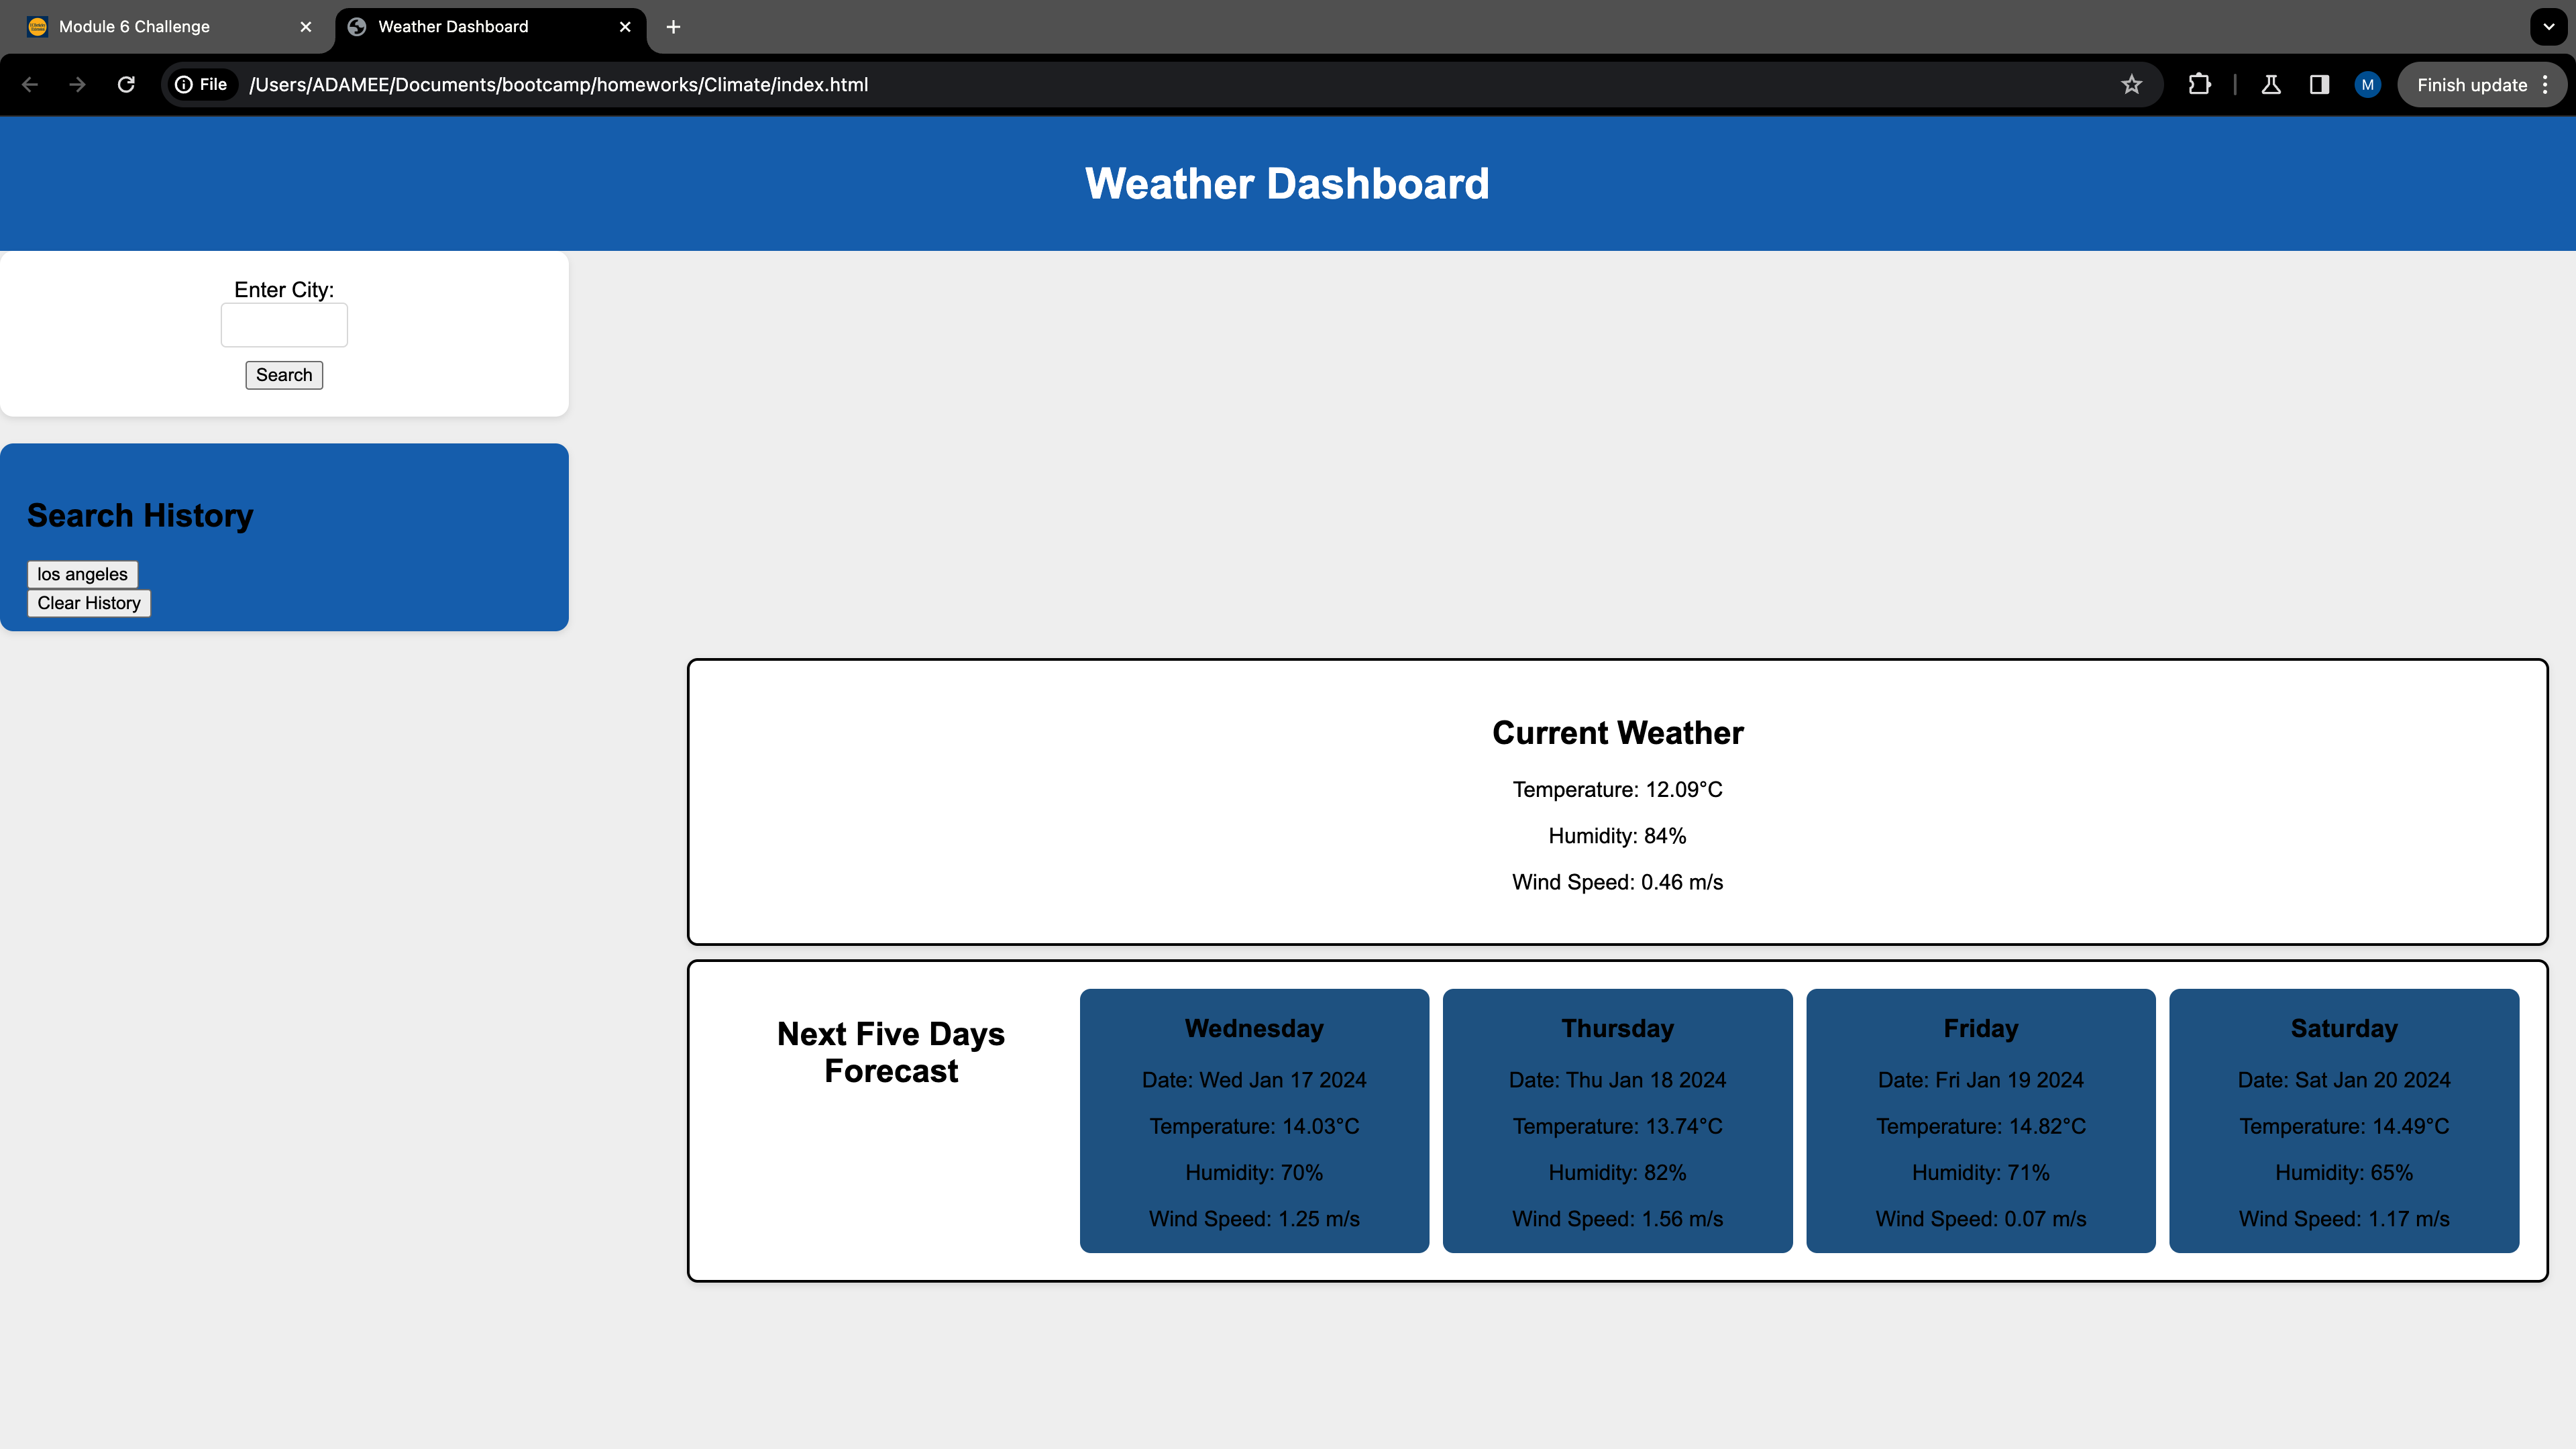 Module 6 Challenge
Weather Dashboard
File
/Users/ADAMEE/Documents/bootcamp/homeworks/Climate/index.html
M
Finish update
Weather Dashboard
Enter City:
Search
Search History
los angeles
Clear History
Current Weather
Temperature: 12.09°C
Humidity: 84%
Wind Speed: 0.46 m/s
Next Five Days
Forecast
Wednesday
Date: Wed Jan 17 2024
Temperature: 14.03°C
Humidity: 70%
Wind Speed: 1.25 m/s
Thursday
Date: Thu Jan 18 2024
Temperature: 13.74°C
Humidity: 82%
Wind Speed: 1.56 m/s
Friday
Date: Fri Jan 19 2024
Temperature: 14.82°C
Humidity: 71%
Wind Speed: 0.07 m/s
Saturday
Date: Sat Jan 20 2024
Temperature: 14.49°C
Humidity: 65%
Wind Speed: 1.17 m/s